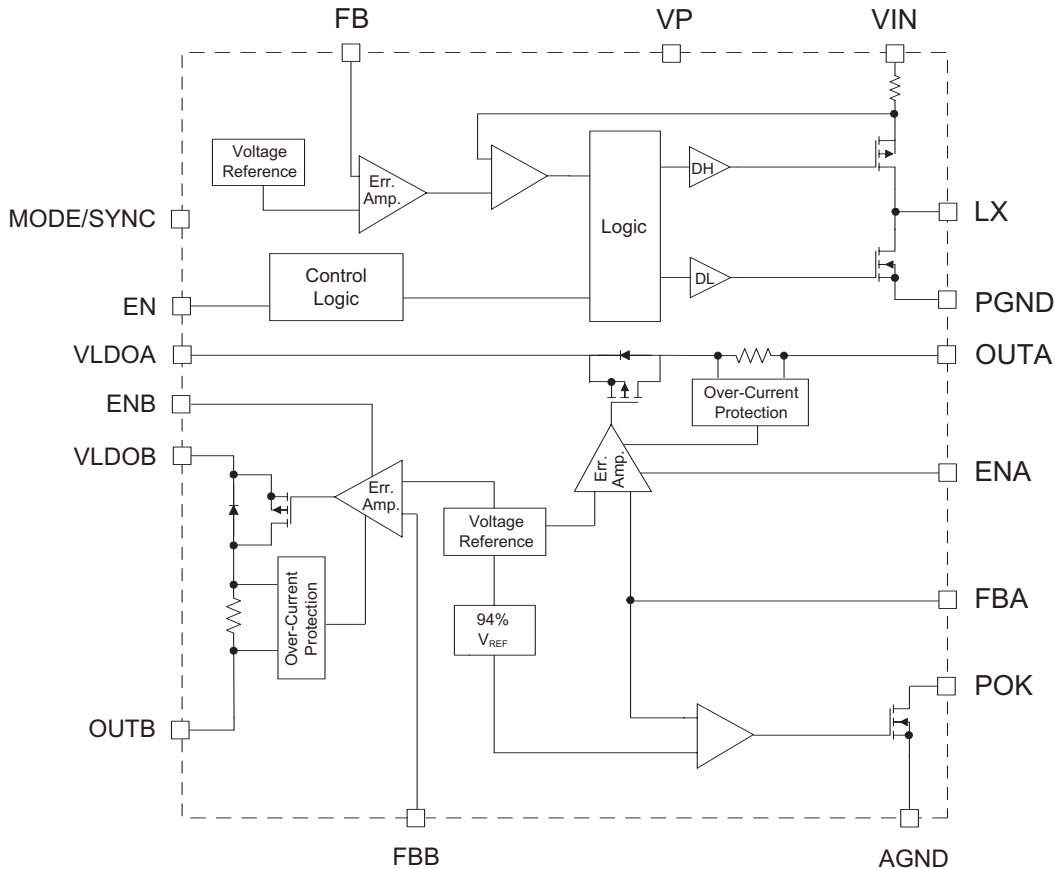 FB
VP
VIN
Voltage
Reference
Err.
Amp.
DH
MODE/SYNC
LX
Logic
Control
Logic
DL
EN
PGND
VLDOA
OUTA
Over-Current
Protection
ENB
VLDOB
Err.
Amp.
Err.
Amp.
ENA
Voltage
Reference
Over-Current
Protection
94%
VREF
FBA
POK
OUTB
FBB
AGND